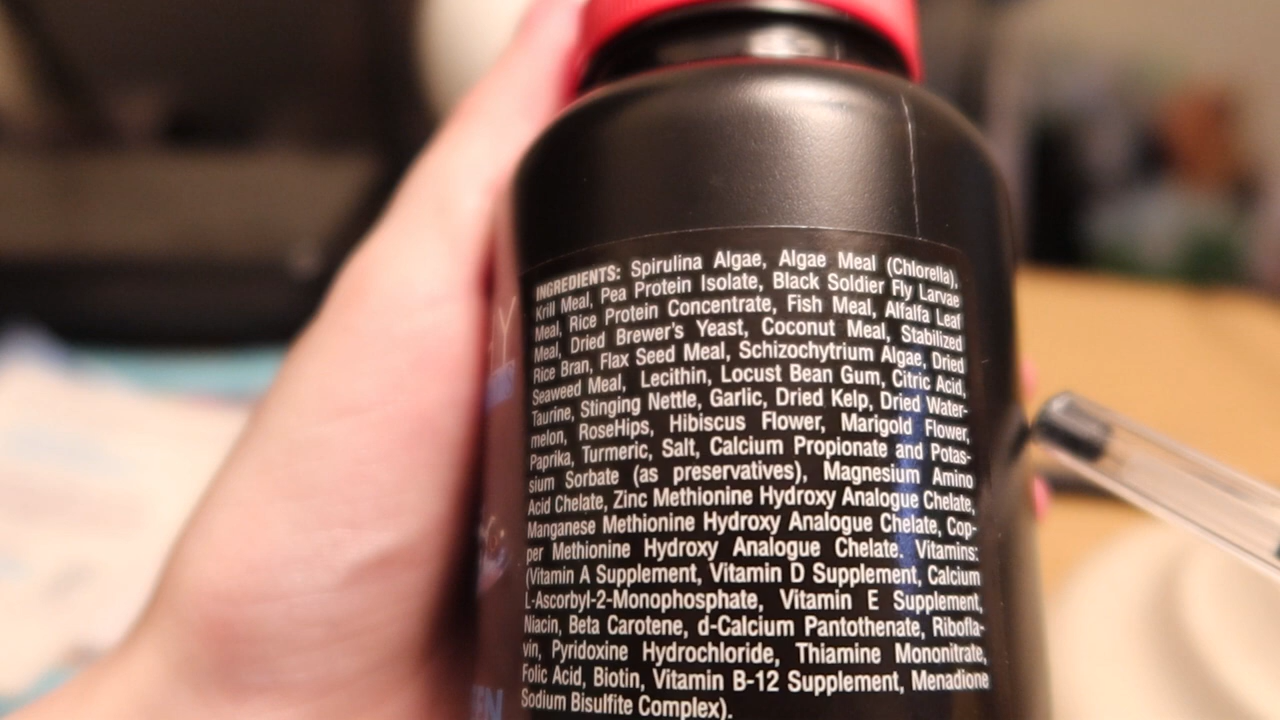 INGREDIENTS: Spirulina Algae, Algae Meal (Chlorella),
Krill Meal, Pea Protein Isolate, Black Soldier Fly Larvae
Meal, Rice Protein Concentrate, Fish Meal, Alfalfa Leaf
Meal, Dried Brewer's Yeast, Coconut Meal, Stabilized
Rice Bran, Flax Seed Meal, Schizochytrium Algae, Dried
Seaweed Meal, Lecithin, Locust Bean Gum, Citric Acid,
Taurine, Stinging Nettle, Garlic, Dried Kelp, Dried Water-
melon, RoseHips, Hibiscus Flower, Marigold Flower,
Paprika, Turmeric, Salt, Calcium Propionate and Potas-
sium Sorbate (as preservatives), Magnesium Amino
Acid Chelate, Zinc Methionine Hydroxy Analogue Chelate,
Manganese Methionine Hydroxy Analogue Chelate, Cop-
per Methionine Hydroxy Analogue Chelate. Vitamins:
(Vitamin A Supplement, Vitamin D Supplement, Calcium
L-Ascorbyl-2-Monophosphate, Vitamin E Supplement,
Niacin, Beta Carotene, d-Calcium Pantothenate, Ribofla-
vin, Pyridoxine Hydrochloride, Thiamine Mononitrate,
Folic Acid, Biotin, Vitamin B-12 Supplement, Menadione
Sodium Bisulfite Complex).